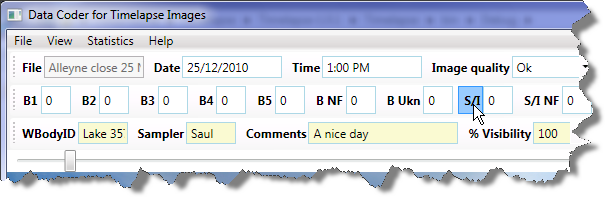 Data Coder for Timelapse Images
File View Statistics Help
File Alleyne close 25 Date 25/12/2010 Time 1:00 PM Image quality Ok
B1 0 B2 0 B3 0 B4 0 B5 0 B NF 0 B Ukn 0 S/I 0 S/I NF 0
WBodyID Lake 35 Sampler Saul Comments A nice day % Visibility 100